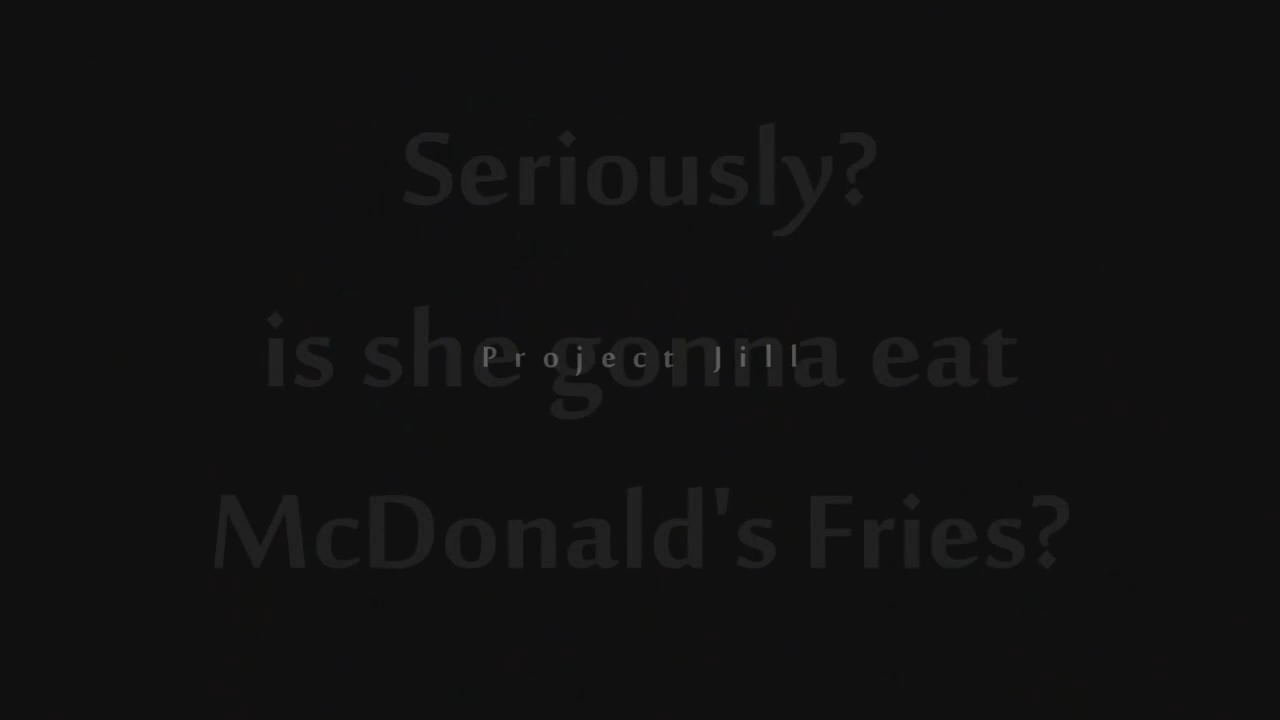 Seriously?
is she gonna eat
Project Jill
McDonald's Fries?